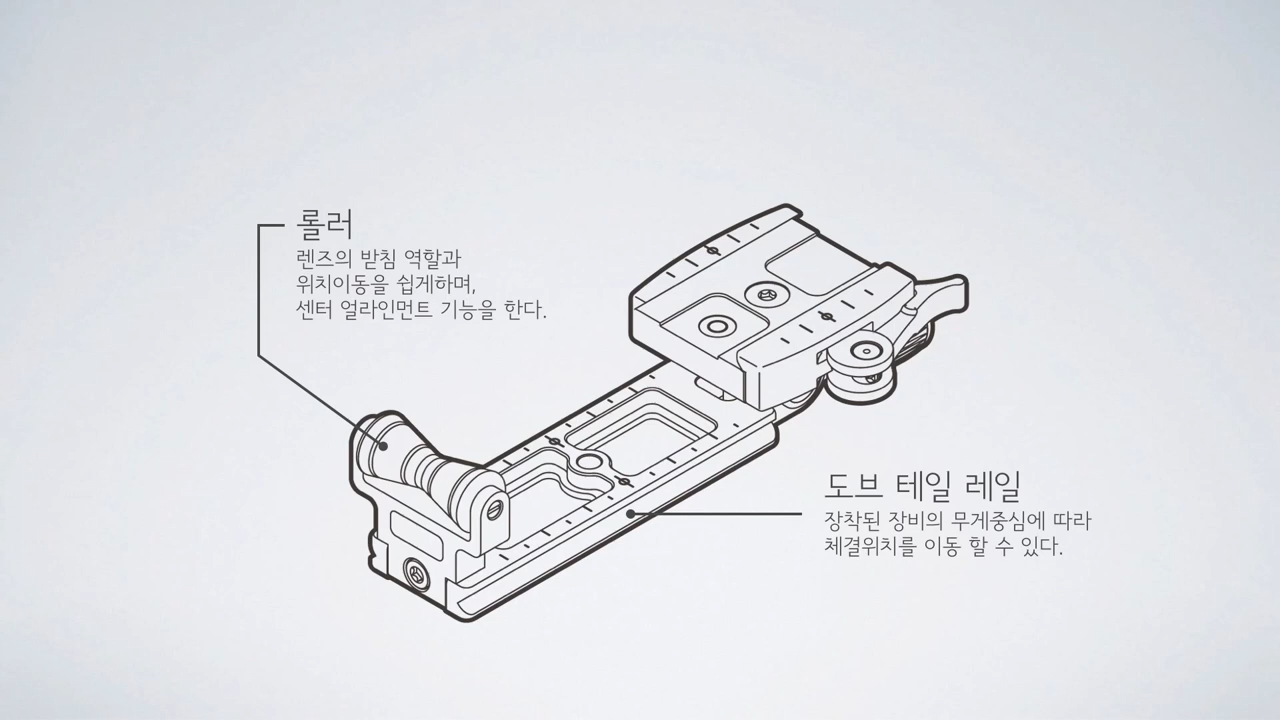 롤러
렌즈의 받침 역할과
위치이동을 쉽게하며,
센터 얼라인먼트 기능을 한다.
도브 테일 레일
장착된 장비의 무게중심에 따라
체결위치를 이동 할 수 있다.